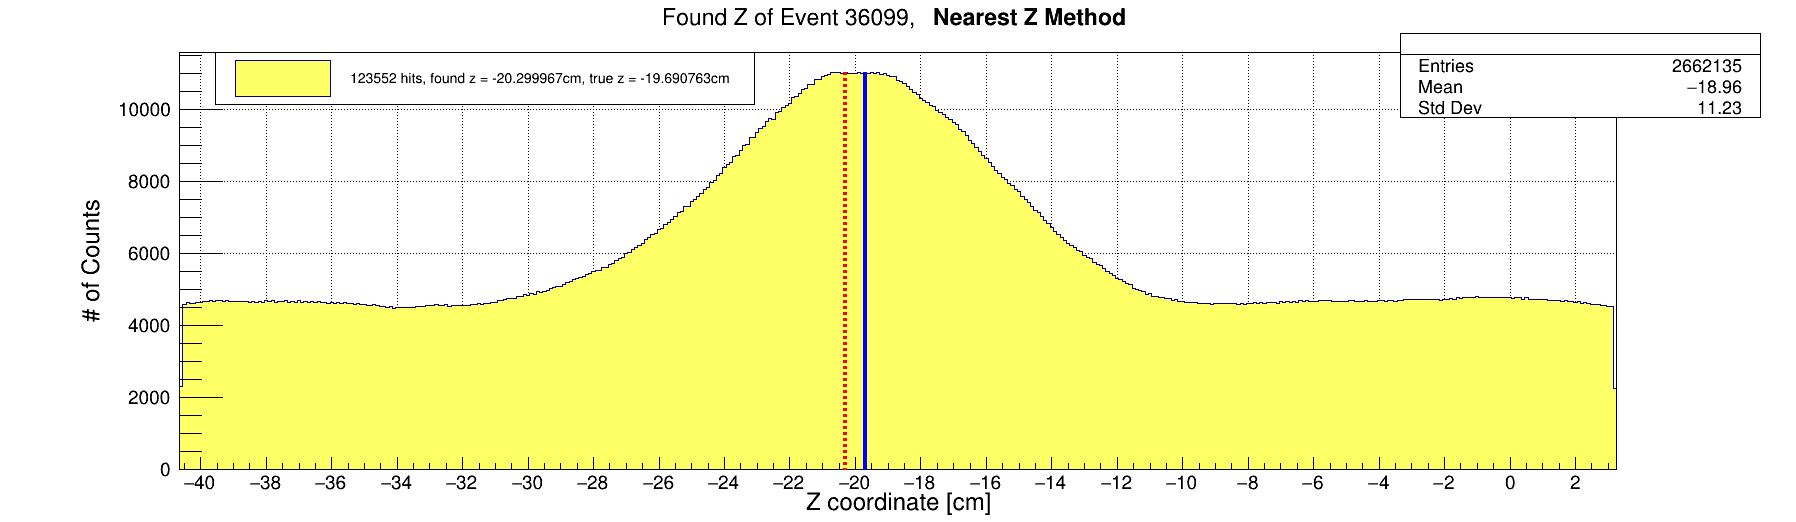 Found Z of Event 36099, Nearest Z Method
123552 hits, found z = -20.299967cm, true z = -19.690763cm
Entries 2662135
Mean −18.96
Std Dev 11.23
# of Counts
10000
8000
6000
4000
2000
0
−40 −38 −36 −34 −32 −30 −28 −26 −24 −22 −20 −18 −16 −14 −12 −10 −8 −6 −4 −2 0 2
Z coordinate [cm]